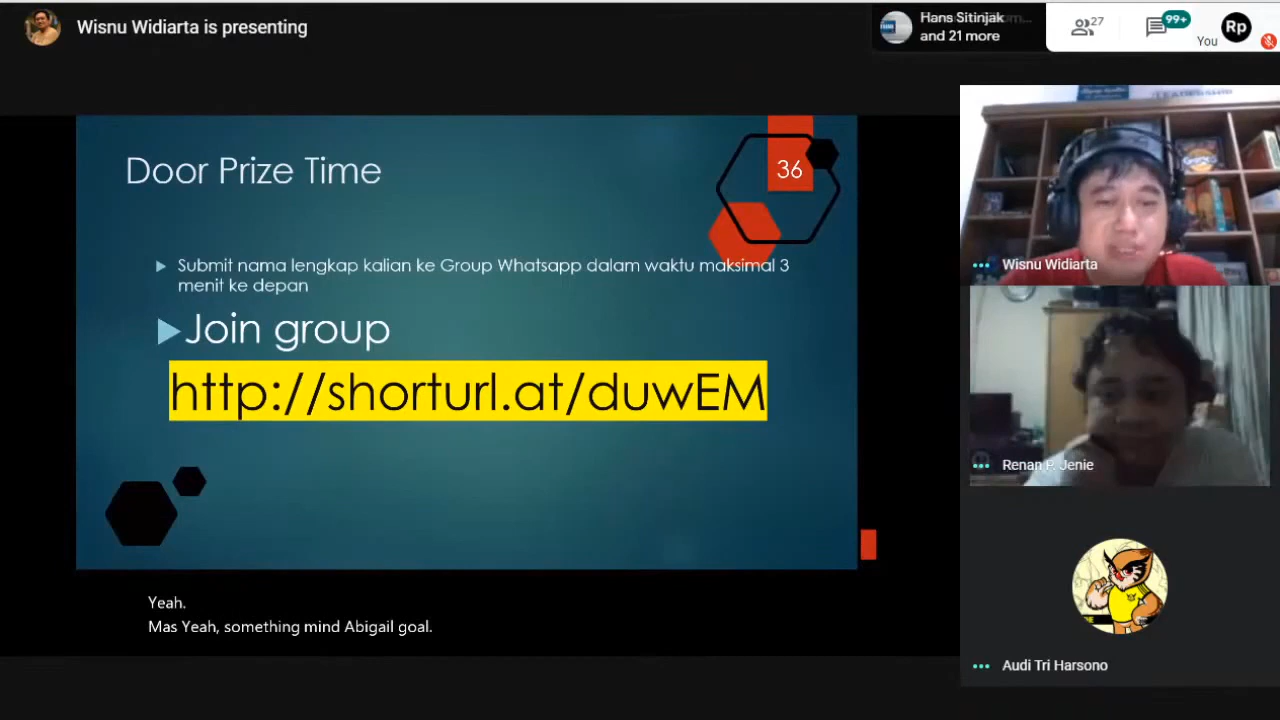 Wisnu Widiarta is presenting
Hans Sitinjak
and 21 more
27
99+
You
Rp
Door Prize Time
36
Submit nama lengkap kalian ke Group Whatsapp dalam waktu maksimal 3
menit ke depan
Join group
http://shorturl.at/duwEM
Wisnu Widiarta
Renan P. Jenie
Audi Tri Harsono
Yeah.
Mas Yeah, something mind Abigail goal.